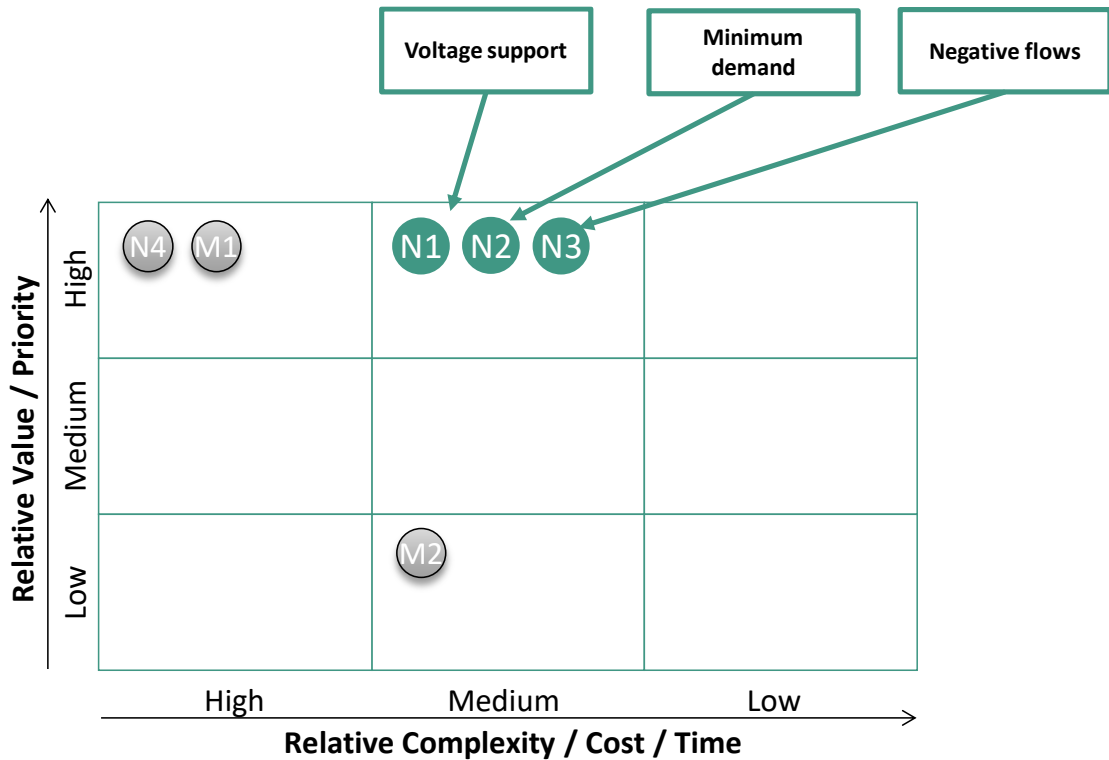 Voltage support
Minimum
demand
Negative flows
N4
M1
N1
N2
N3
M2
Relative Value / Priority
High
Medium
Low
High
Medium
Low
Relative Complexity / Cost / Time